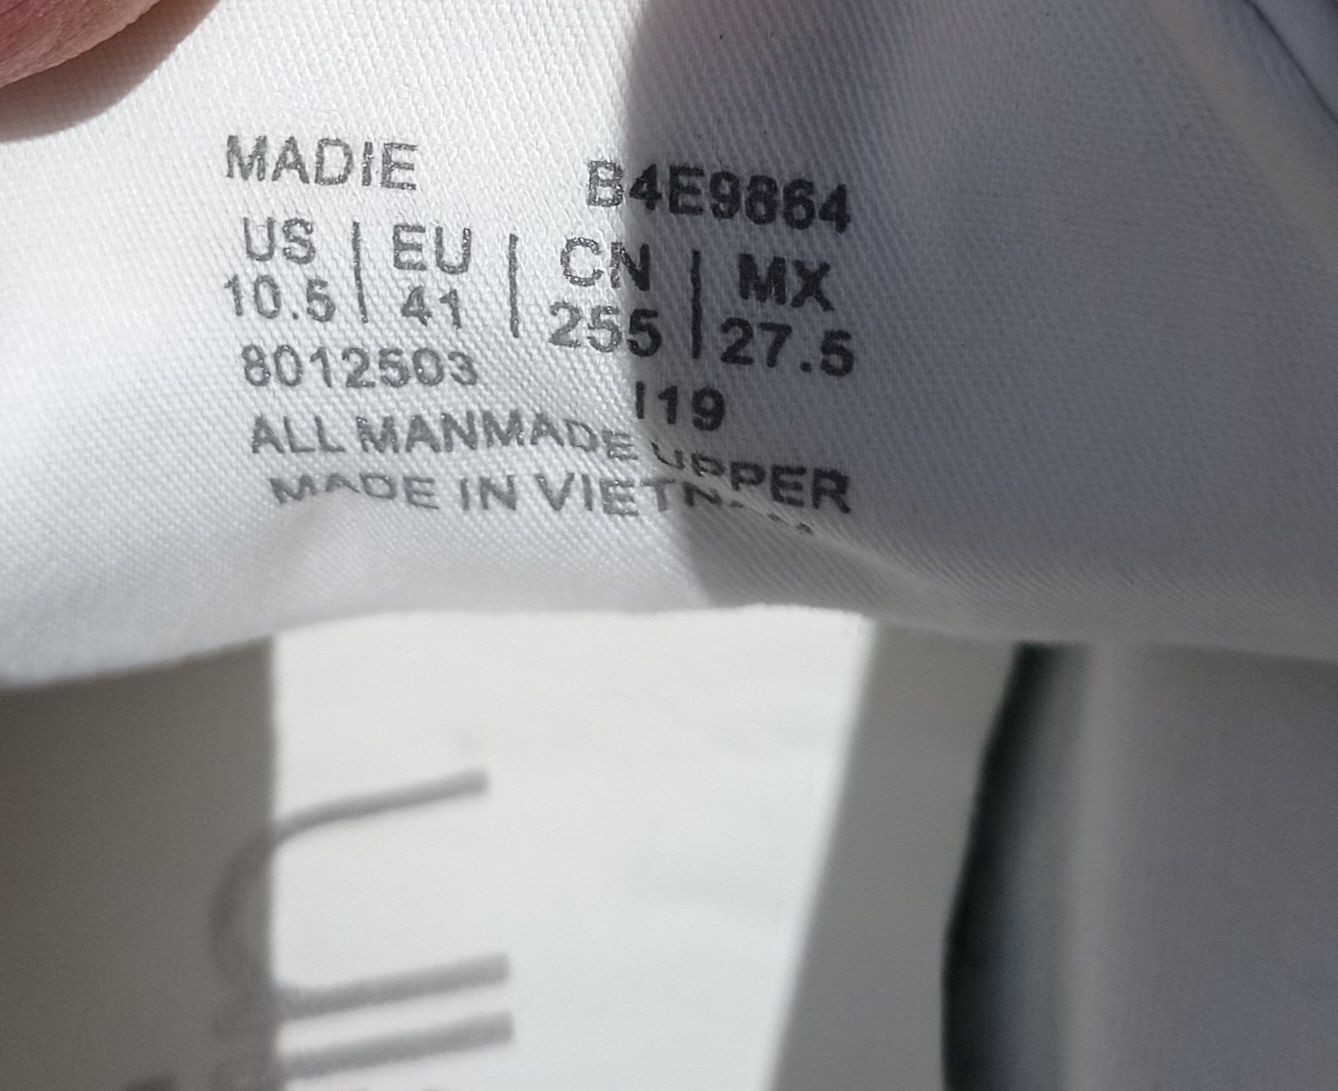 MADIE B4E9864
US | EU | CN | MX
10.5 | 41 | 255 | 27.5
8012503 I19
ALL MANMADE UPPER
MADE IN VIETNAM